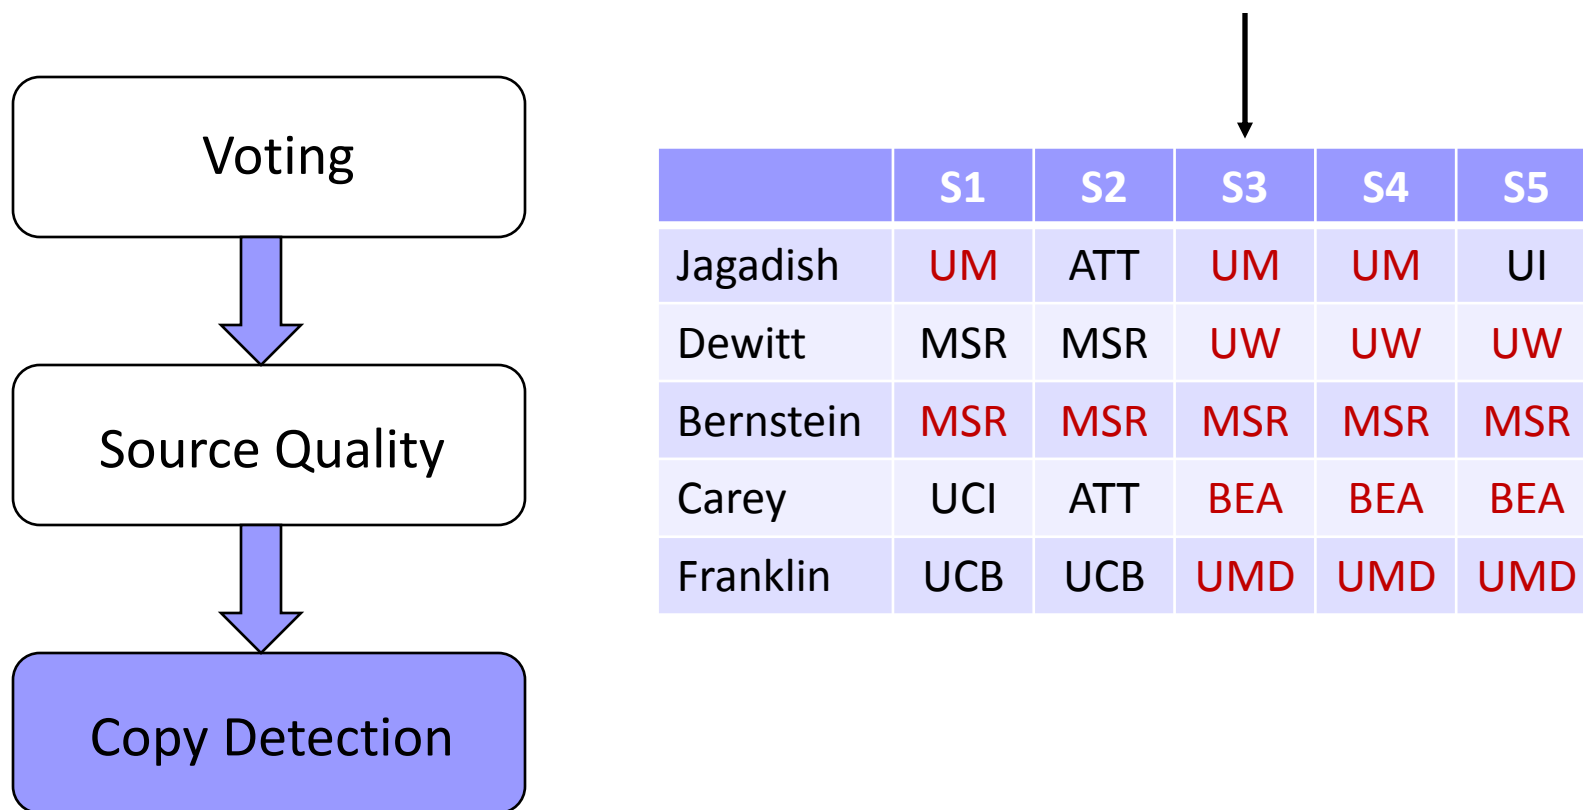 Voting
Source Quality
Copy Detection
S1 S2 S3 S4 S5
Jagadish UM ATT UM UM UI
Dewitt MSR MSR UW UW UW
Bernstein MSR MSR MSR MSR MSR
Carey UCI ATT BEA BEA BEA
Franklin UCB UCB UMD UMD UMD